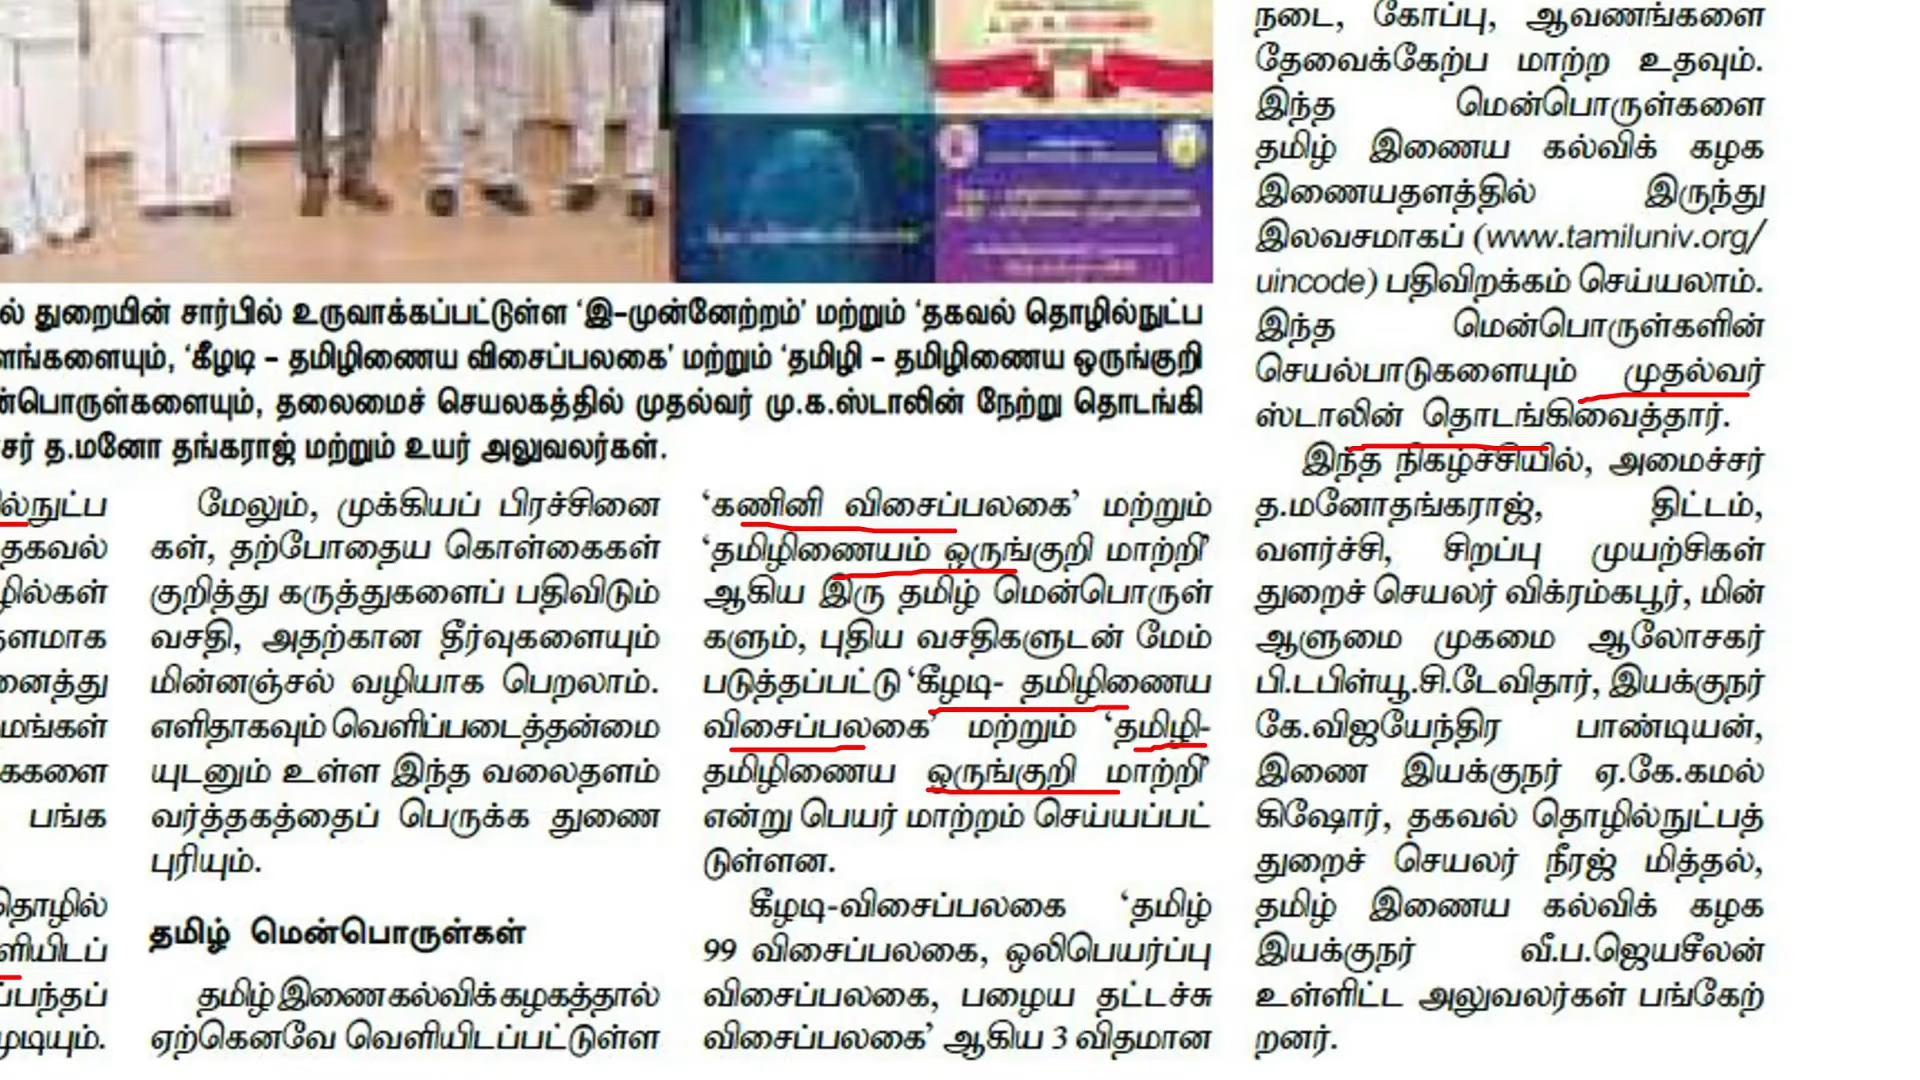 ல் துறையின் சார்பில் உருவாக்கப்பட்டுள்ள ‘இ-முன்னேற்றம்’ மற்றும் ‘தகவல் தொழில்நுட்ப
ளங்களையும், ‘கீழடி - தமிழிணைய விசைப்பலகை’ மற்றும் ‘தமிழி - தமிழிணைய ஒருங்குறி
ன்பொருள்களையும், தலைமைச் செயலகத்தில் முதல்வர் மு.க.ஸ்டாலின் நேற்று தொடங்கி
சர் த.மனோ தங்கராஜ் மற்றும் உயர் அலுவலர்கள்.
ல்நுட்ப
தகவல்
ழில்கள்
தளமாக
னைத்து
மங்கள்
க்களை
பங்க
தொழில்
ளியிடப்
ப்பந்தப்
முடியும்.
மேலும், முக்கியப் பிரச்சினை
கள், தற்போதைய கொள்கைகள்
குறித்து கருத்துகளைப் பதிவிடும்
வசதி, அதற்கான தீர்வுகளையும்
மின்னஞ்சல் வழியாக பெறலாம்.
எளிதாகவும் வெளிப்படைத்தன்மை
யுடனும் உள்ள இந்த வலைதளம்
வர்த்தகத்தைப் பெருக்க துணை
புரியும்.
தமிழ் மென்பொருள்கள்
தமிழ் இணை கல்விக் கழகத்தால்
ஏற்கெனவே வெளியிடப்பட்டுள்ள
‘கணினி விசைப்பலகை’ மற்றும்
‘தமிழிணையம் ஒருங்குறி மாற்றி’
ஆகிய இரு தமிழ் மென்பொருள்
களும், புதிய வசதிகளுடன் மேம்
படுத்தப்பட்டு ‘கீழடி- தமிழிணைய
விசைப்பலகை’ மற்றும் ‘தமிழி-
தமிழிணைய ஒருங்குறி மாற்றி’
என்று பெயர் மாற்றம் செய்யப்பட்
டுள்ளன.
கீழடி-விசைப்பலகை ‘தமிழ்
99 விசைப்பலகை, ஒலிபெயர்ப்பு
விசைப்பலகை, பழைய தட்டச்சு
விசைப்பலகை’ ஆகிய 3 விதமான
நடை, கோப்பு, ஆவணங்களை
தேவைக்கேற்ப மாற்ற உதவும்.
இந்த மென்பொருள்களை
தமிழ் இணைய கல்விக் கழக
இணையதளத்தில் இருந்து
இலவசமாகப் (www.tamiluniv.org/
uincode) பதிவிறக்கம் செய்யலாம்.
இந்த மென்பொருள்களின்
செயல்பாடுகளையும் முதல்வர்
ஸ்டாலின் தொடங்கிவைத்தார்.
இந்த நிகழ்ச்சியில், அமைச்சர்
த.மனோதங்கராஜ், திட்டம்,
வளர்ச்சி, சிறப்பு முயற்சிகள்
துறைச் செயலர் விக்ரம்கபூர், மின்
ஆளுமை முகமை ஆலோசகர்
பி.டபிள்யூ.சி.டேவிதார், இயக்குநர்
கே.விஜயேந்திர பாண்டியன்,
இணை இயக்குநர் ஏ.கே.கமல்
கிஷோர், தகவல் தொழில்நுட்பத்
துறைச் செயலர் நீரஜ் மித்தல்,
தமிழ் இணைய கல்விக் கழக
இயக்குநர் வீ.ப.ஜெயசீலன்
உள்ளிட்ட அலுவலர்கள் பங்கேற்
றனர்.